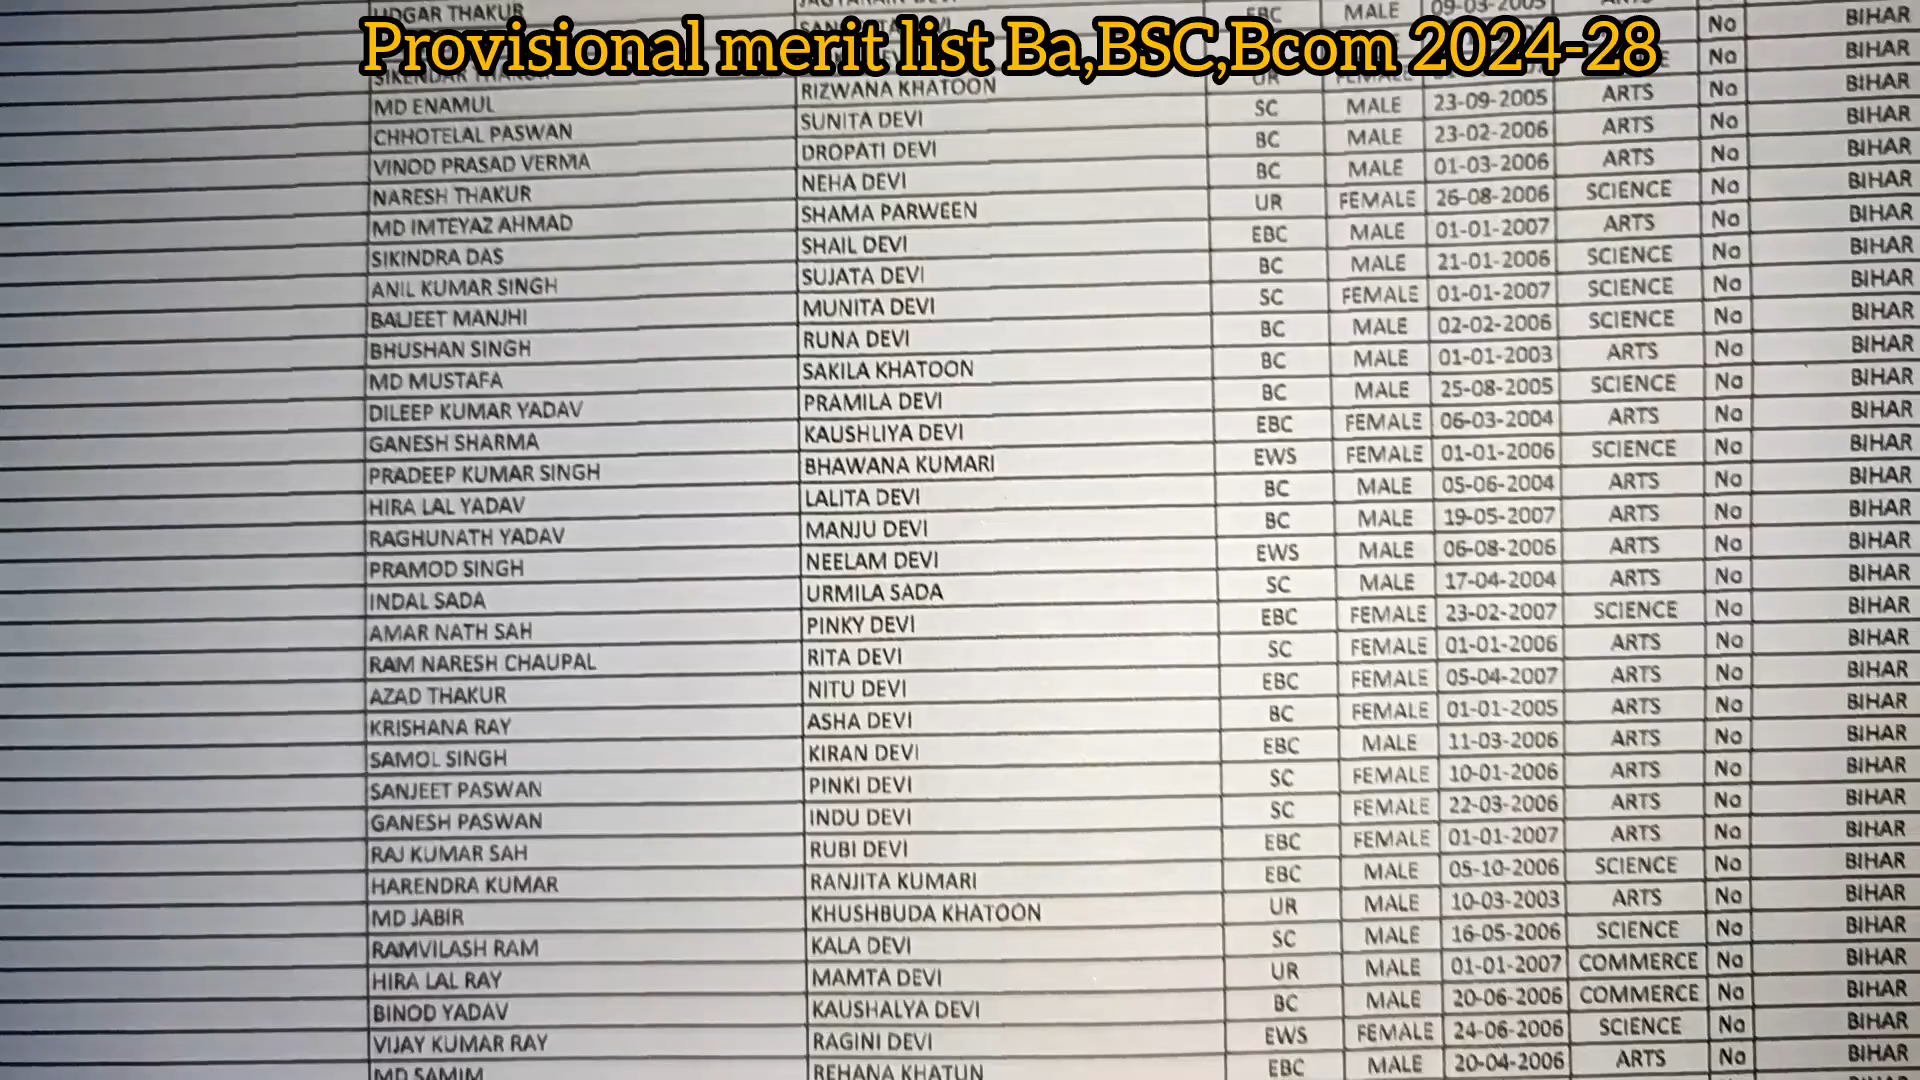 Provisional merit list Ba,BSC,Bcom 2024-28
UDGAR THAKUR EBC MALE 09-03-2005 No BIHAR
SIKENDAR THAKUR No BIHAR
MD ENAMUL RIZWANA KHATOON UR FEMALE
CHHOTELAL PASWAN SUNITA DEVI SC MALE 23-09-2005 ARTS No BIHAR
VINOD PRASAD VERMA DROPATI DEVI BC MALE 23-02-2006 ARTS No BIHAR
NARESH THAKUR NEHA DEVI BC MALE 01-03-2006 ARTS No BIHAR
MD IMTEYAZ AHMAD SHAMA PARWEEN UR FEMALE 26-08-2006 SCIENCE No BIHAR
SIKINDRA DAS SHAIL DEVI EBC MALE 01-01-2007 ARTS No BIHAR
ANIL KUMAR SINGH SUJATA DEVI BC MALE 21-01-2006 SCIENCE No BIHAR
BALJEET MANJHI MUNITA DEVI SC FEMALE 01-01-2007 SCIENCE No BIHAR
BHUSHAN SINGH RUNA DEVI BC MALE 02-02-2006 SCIENCE No BIHAR
MD MUSTAFA SAKILA KHATOON BC MALE 01-01-2003 ARTS No BIHAR
DILEEP KUMAR YADAV PRAMILA DEVI BC MALE 25-08-2005 SCIENCE No BIHAR
GANESH SHARMA KAUSHLIYA DEVI EBC FEMALE 06-03-2004 ARTS No BIHAR
PRADEEP KUMAR SINGH BHAWANA KUMARI EWS FEMALE 01-01-2006 SCIENCE No BIHAR
HIRA LAL YADAV LALITA DEVI BC MALE 05-06-2004 ARTS No BIHAR
RAGHUNATH YADAV MANJU DEVI BC MALE 19-05-2007 ARTS No BIHAR
PRAMOD SINGH NEELAM DEVI EWS MALE 06-08-2006 ARTS No BIHAR
INDAL SADA URMILA SADA SC MALE 17-04-2004 ARTS No BIHAR
AMAR NATH SAH PINKY DEVI EBC FEMALE 23-02-2007 SCIENCE No BIHAR
RAM NARESH CHAUPAL RITA DEVI SC FEMALE 01-01-2006 ARTS No BIHAR
AZAD THAKUR NITU DEVI EBC FEMALE 05-04-2007 ARTS No BIHAR
KRISHANA RAY ASHA DEVI BC FEMALE 01-01-2005 ARTS No BIHAR
SAMOL SINGH KIRAN DEVI EBC MALE 11-03-2006 ARTS No BIHAR
SANJEET PASWAN PINKI DEVI SC FEMALE 10-01-2006 ARTS No BIHAR
GANESH PASWAN INDU DEVI SC FEMALE 22-03-2006 ARTS No BIHAR
RAJ KUMAR SAH RUBI DEVI EBC FEMALE 01-01-2007 ARTS No BIHAR
HARENDRA KUMAR RANJITA KUMARI EBC MALE 05-10-2006 SCIENCE No BIHAR
MD JABIR KHUSHBUDA KHATOON UR MALE 10-03-2003 ARTS No BIHAR
RAMVILASH RAM KALA DEVI SC MALE 16-05-2006 SCIENCE No BIHAR
HIRA LAL RAY MAMTA DEVI UR MALE 01-01-2007 COMMERCE No BIHAR
BINOD YADAV KAUSHALYA DEVI BC MALE 20-06-2006 COMMERCE No BIHAR
VIJAY KUMAR RAY RAGINI DEVI EWS FEMALE 24-06-2006 SCIENCE No BIHAR
MD SAMIM REHANA KHATUN EBC MALE 20-04-2006 ARTS No BIHAR